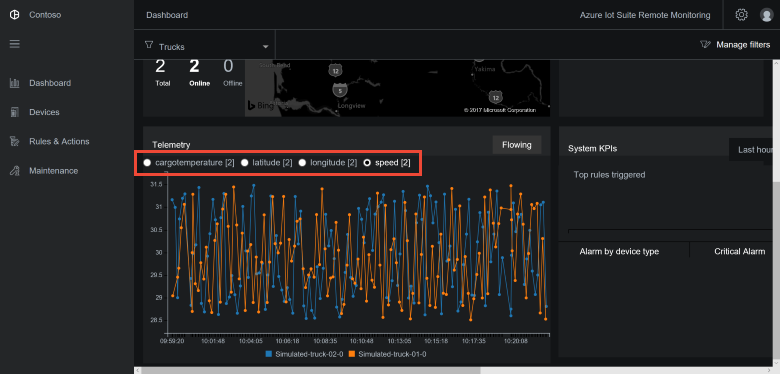 Contoso
Dashboard
Azure Iot Suite Remote Monitoring
Trucks
Manage filters
Dashboard
Devices
Rules & Actions
Maintenance
2 2 0
Total Online Offline
12
5
12
Yakima
Longview
bing
© 2017 Microsoft Corporation
Telemetry
Flowing
cargotemperature [2] latitude [2] longitude [2] speed [2]
31.5
31
30.5
30
29.5
29
28.5
09:59:20 10:01:48 10:04:05 10:06:18 10:08:35 10:10:48 10:13:05 10:15:18 10:17:35 10:20:08
Simulated-truck-02-0 Simulated-truck-01-0
System KPIs
Last hour
Top rules triggered
Alarm by device type Critical Alarm